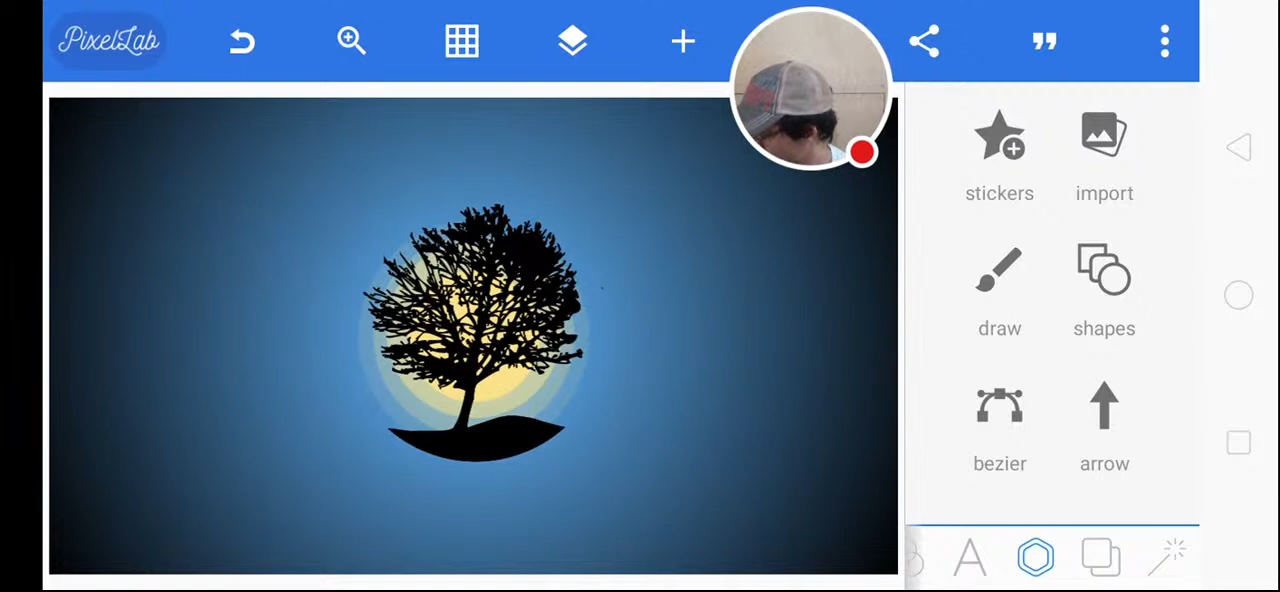 PixelLab
stickers
import
draw
shapes
bezier
arrow